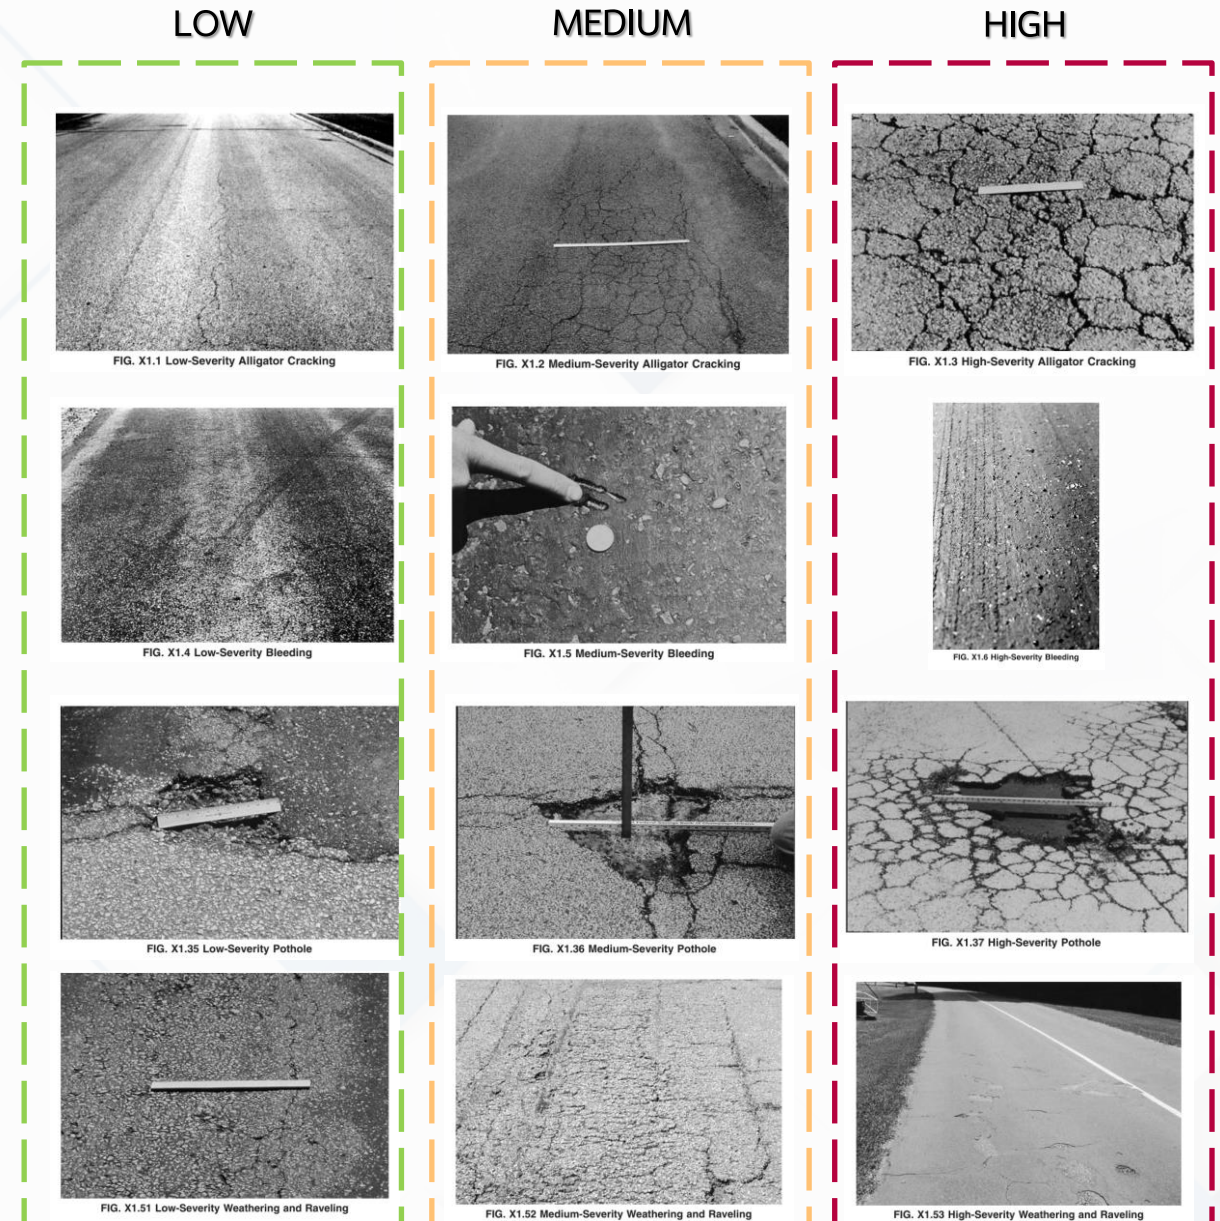 LOW
MEDIUM
HIGH
FIG. X1.1 Low-Severity Alligator Cracking
FIG. X1.2 Medium-Severity Alligator Cracking
FIG. X1.3 High-Severity Alligator Cracking
FIG. X1.4 Low-Severity Bleeding
FIG. X1.5 Medium-Severity Bleeding
FIG. X1.6 High-Severity Bleeding
FIG. X1.35 Low-Severity Pothole
FIG. X1.36 Medium-Severity Pothole
FIG. X1.37 High-Severity Pothole
FIG. X1.51 Low-Severity Weathering and Raveling
FIG. X1.52 Medium-Severity Weathering and Raveling
FIG. X1.53 High-Severity Weathering and Raveling